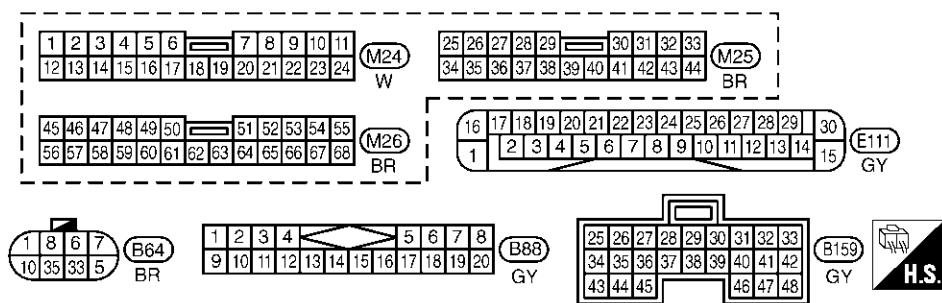 1 2 3 4 5 6 7 8 9 10 11
12 13 14 15 16 17 18 19 20 21 22 23 24
M24
W
25 26 27 28 29 30 31 32 33
34 35 36 37 38 39 40 41 42 43 44
M25
BR
45 46 47 48 49 50 51 52 53 54 55
56 57 58 59 60 61 62 63 64 65 66 67 68
M26
BR
16 17 18 19 20 21 22 23 24 25 26 27 28 29 30
1 2 3 4 5 6 7 8 9 10 11 12 13 14 15
E111
GY
1 8 6 7
10 35 33 5
B64
BR
1 2 3 4 5 6 7 8
9 10 11 12 13 14 15 16 17 18 19 20
B88
GY
25 26 27 28 29 30 31 32 33
34 35 36 37 38 39 40 41 42
43 44 45 46 47 48
B159
GY
H.S.